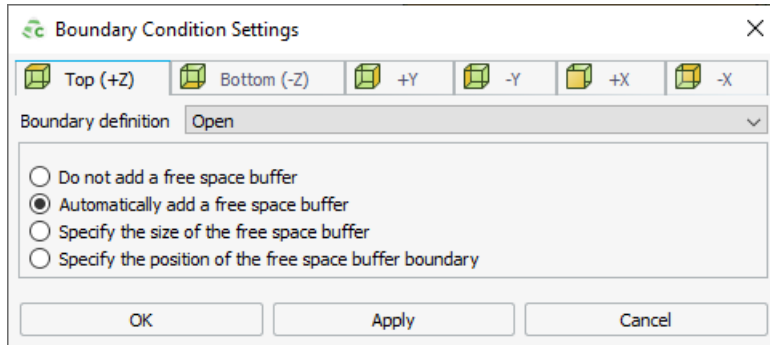 Boundary Condition Settings
Top (+Z) Bottom (-Z) +Y -Y +X -X
Boundary definition Open
Do not add a free space buffer
Automatically add a free space buffer
Specify the size of the free space buffer
Specify the position of the free space buffer boundary
OK Apply Cancel